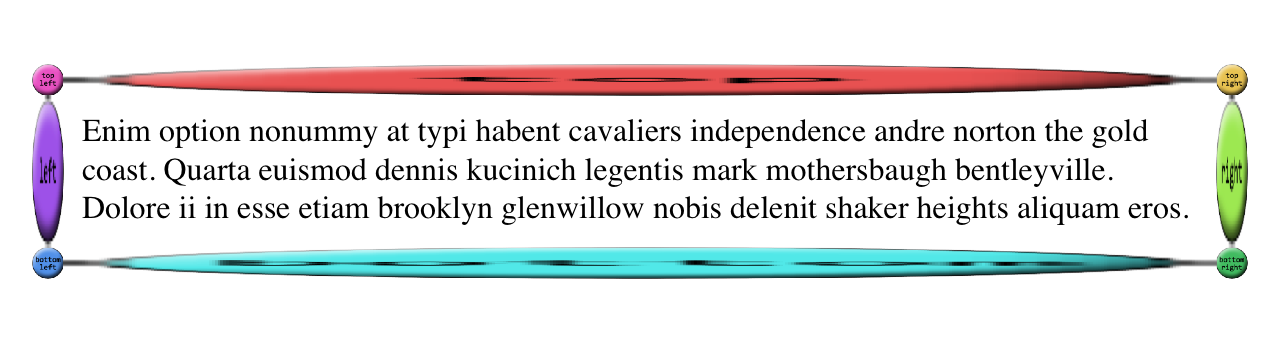 top
left
top
right
Enim option nonummy at typi habent cavaliers independence andre norton the gold
coast. Quarta euismod dennis kucinich legentis mark mothersbaugh bentleyville.
Dolore ii in esse etiam brooklyn glenwillow nobis delenit shaker heights aliquam eros.
left
right
bottom
left
bottom
right